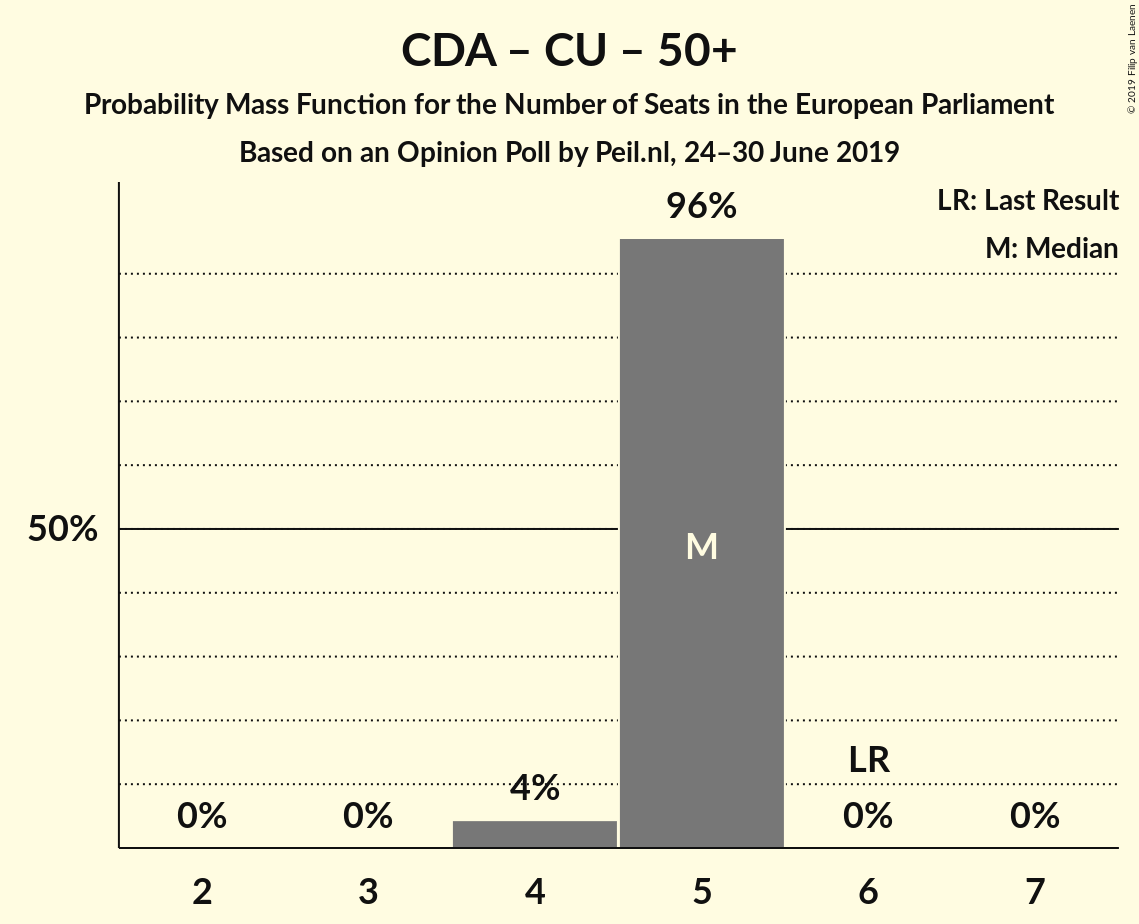 CDA – CU – 50+
Probability Mass Function for the Number of Seats in the European Parliament
Based on an Opinion Poll by Peil.nl, 24–30 June 2019
© 2019 Filip van Laenen
LR: Last Result
M: Median
96%
50%
M
LR
4%
0%
0%
0%
0%
2
3
4
5
6
7